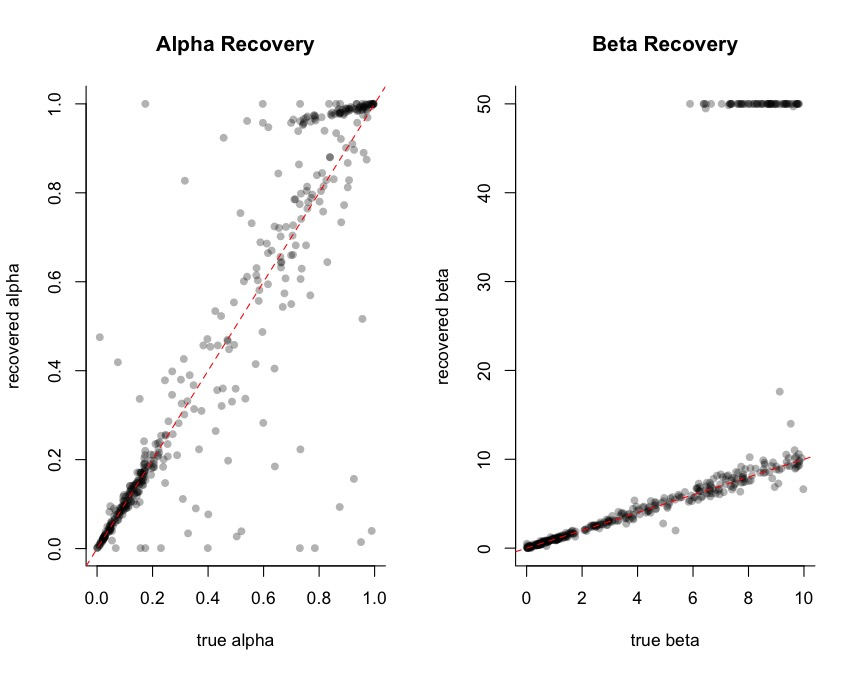 Alpha Recovery
recovered alpha
1.0
0.8
0.6
0.4
0.2
0.0
0.0 0.2 0.4 0.6 0.8 1.0
true alpha
Beta Recovery
recovered beta
50
40
30
20
10
0
0 2 4 6 8 10
true beta